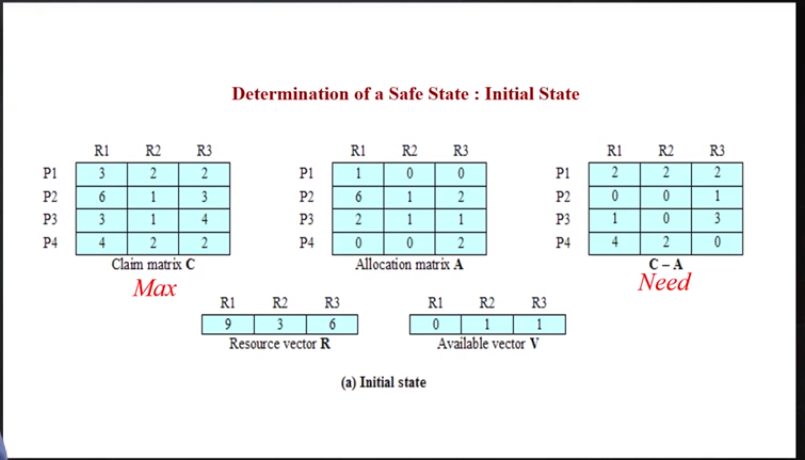 Determination of a Safe State : Initial State
R1 R2 R3
P1 3 2 2
P2 6 1 3
P3 3 1 4
P4 4 2 2
Claim matrix C
Max
R1 R2 R3
P1 1 0 0
P2 6 1 2
P3 2 1 1
P4 0 0 2
Allocation matrix A
R1 R2 R3
P1 2 2 2
P2 0 0 1
P3 1 0 3
P4 4 2 0
C – A
Need
R1 R2 R3
9 3 6
Resource vector R
R1 R2 R3
0 1 1
Available vector V
(a) Initial state